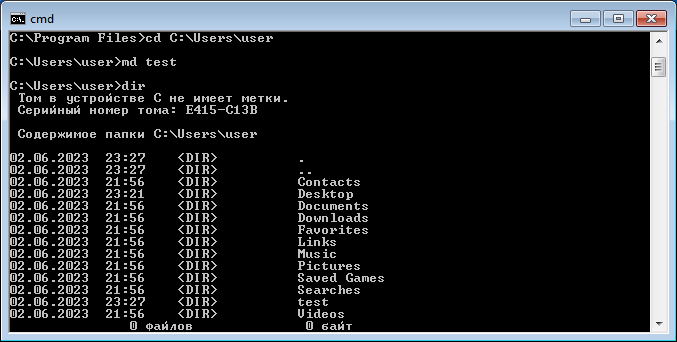 cmd
C:\Program Files>cd C:\Users\user
C:\Users\user>md test
C:\Users\user>dir
Том в устройстве C не имеет метки.
Серийный номер тома: E415-C13B
Содержимое папки C:\Users\user
02.06.2023  23:27    <DIR>          .
02.06.2023  23:27    <DIR>          ..
02.06.2023  21:56    <DIR>          Contacts
02.06.2023  23:21    <DIR>          Desktop
02.06.2023  21:56    <DIR>          Documents
02.06.2023  21:56    <DIR>          Downloads
02.06.2023  21:56    <DIR>          Favorites
02.06.2023  21:56    <DIR>          Links
02.06.2023  21:56    <DIR>          Music
02.06.2023  21:56    <DIR>          Pictures
02.06.2023  21:56    <DIR>          Saved Games
02.06.2023  21:56    <DIR>          Searches
02.06.2023  23:27    <DIR>          test
02.06.2023  21:56    <DIR>          Videos
0 файлов              0 байт